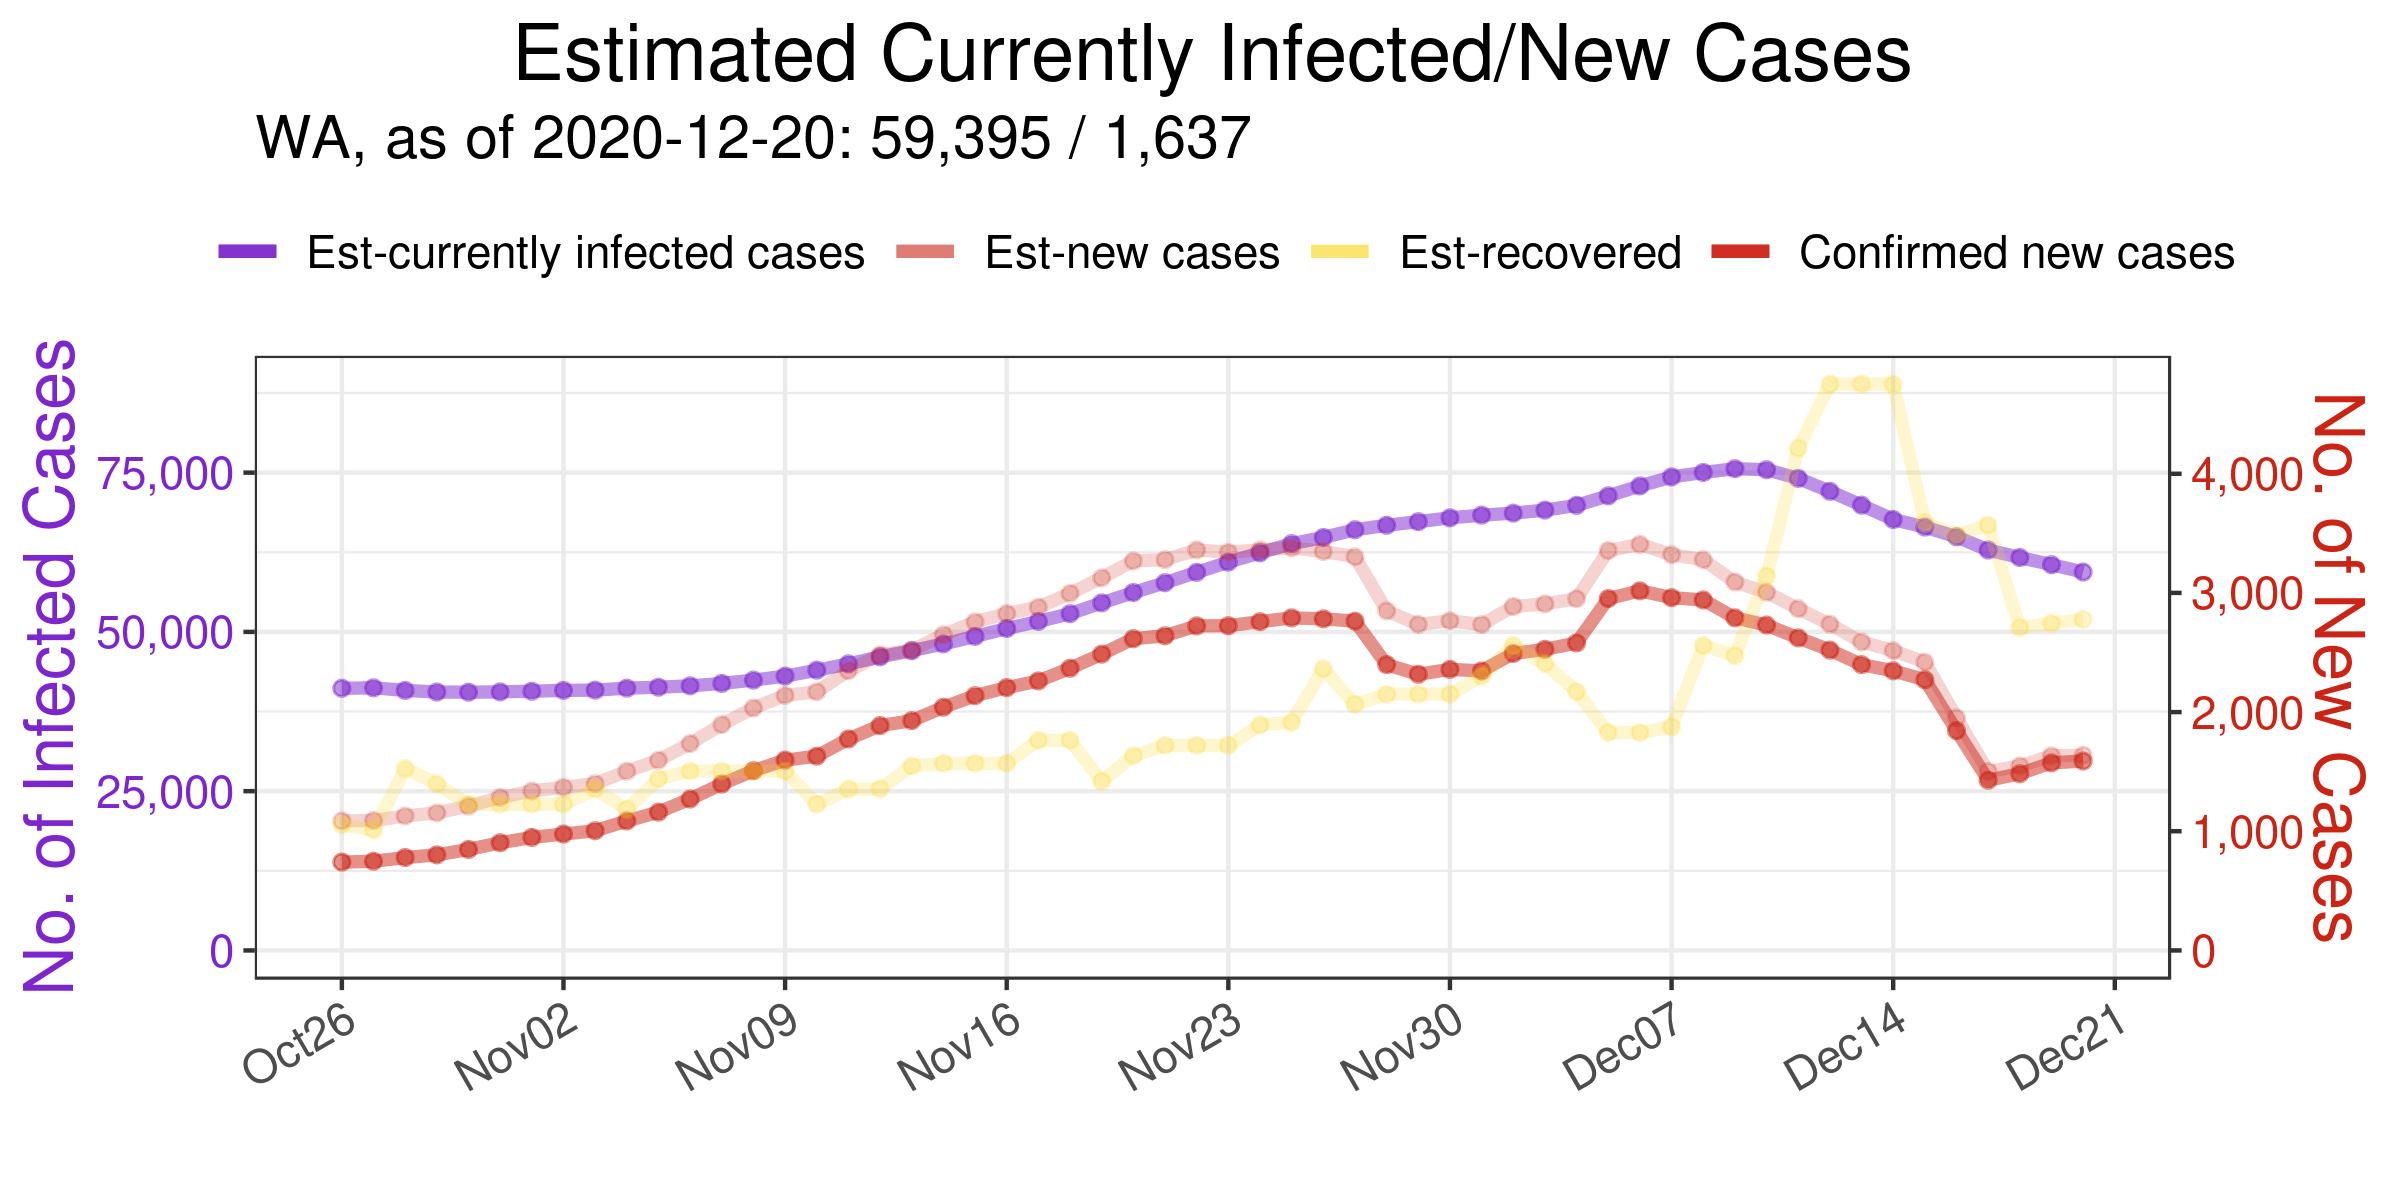 Estimated Currently Infected/New Cases
WA, as of 2020-12-20: 59,395 / 1,637
Est-currently infected cases Est-new cases Est-recovered Confirmed new cases
No. of Infected Cases
75,000
50,000
25,000
0
4,000
3,000
2,000
1,000
0
No. of New Cases
Oct26 Nov02 Nov09 Nov16 Nov23 Nov30 Dec07 Dec14 Dec21